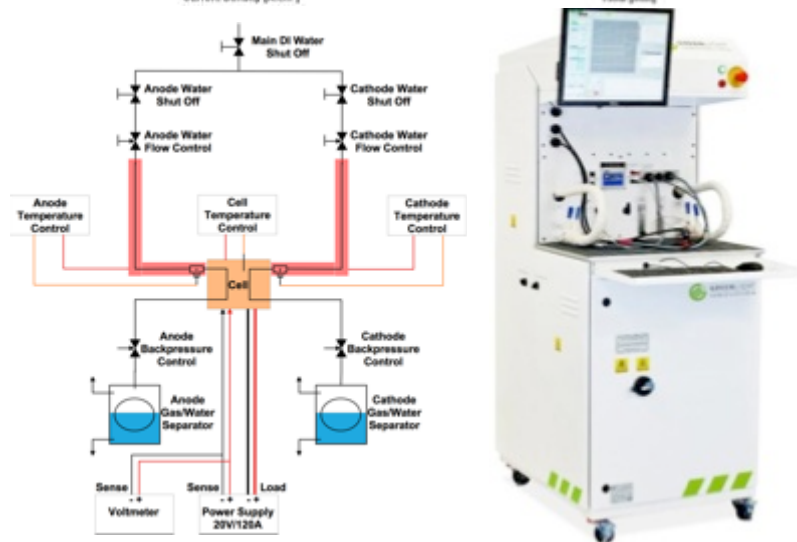 Main DI Water
Shut Off
Anode Water
Shut Off
Cathode Water
Shut Off
Anode Water
Flow Control
Cathode Water
Flow Control
Anode
Temperature
Control
Cell
Temperature
Control
Cathode
Temperature
Control
Cell
Anode
Backpressure
Control
Cathode
Backpressure
Control
Anode
Gas/Water
Separator
Cathode
Gas/Water
Separator
Sense
Sense
Load
- +
- +
- +
Voltmeter
Power Supply
20V/120A